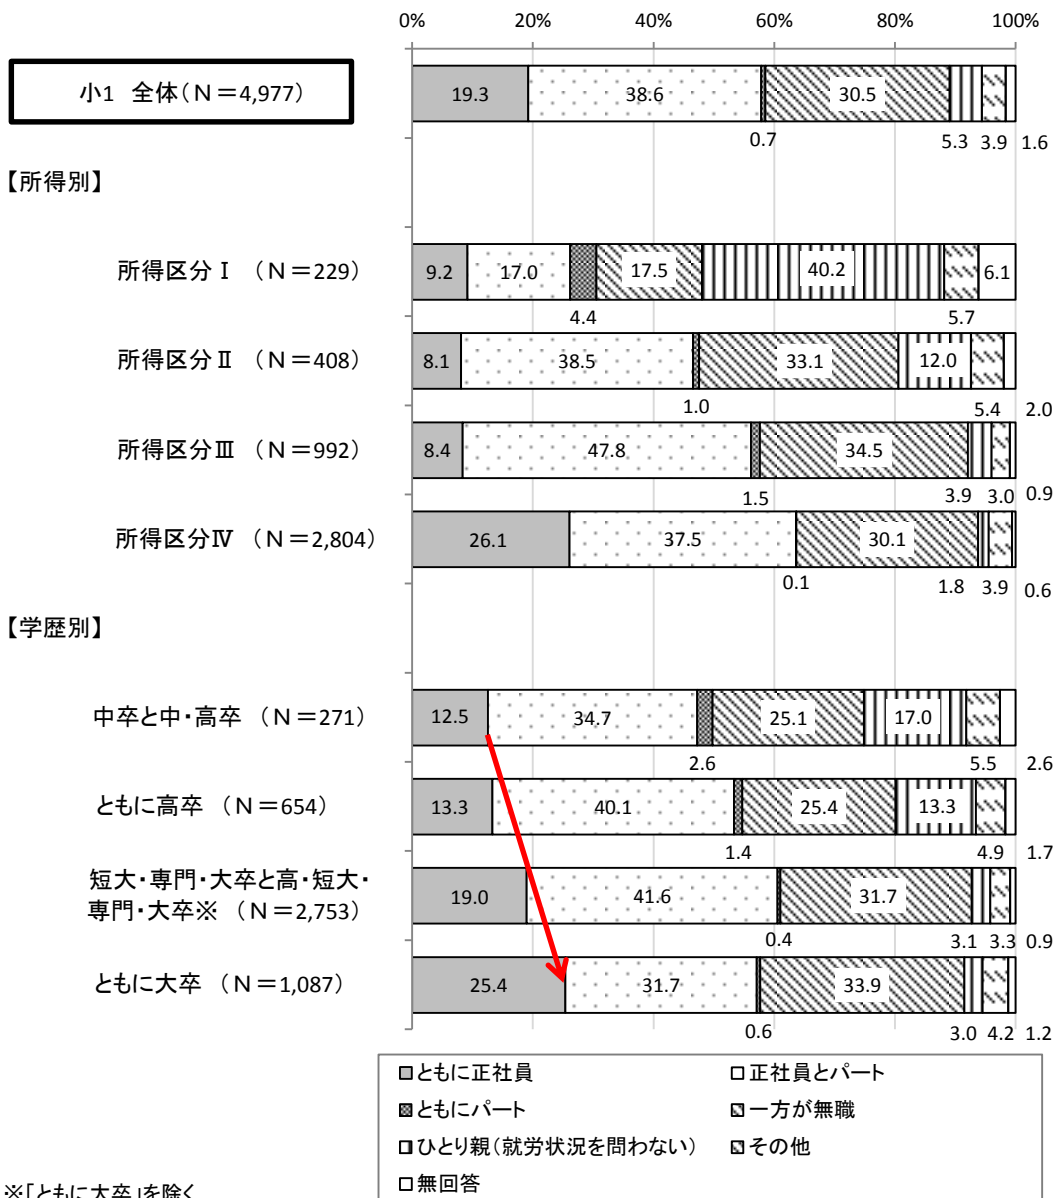 0% 20% 40% 60% 80% 100%
小1 全体(N=4,977)
19.3 38.6 30.5
0.7 5.3 3.9 1.6
【所得別】
所得区分Ⅰ (N=229)
9.2 17.0 17.5 40.2 6.1
4.4 5.7
所得区分Ⅱ (N=408)
8.1 38.5 33.1 12.0
1.0 5.4 2.0
所得区分Ⅲ (N=992)
8.4 47.8 34.5
1.5 3.9 3.0 0.9
所得区分Ⅳ (N=2,804)
26.1 37.5 30.1
0.1 1.8 3.9 0.6
【学歴別】
中卒と中・高卒 (N=271)
12.5 34.7 25.1 17.0
2.6 5.5 2.6
ともに高卒 (N=654)
13.3 40.1 25.4 13.3
1.4 4.9 1.7
短大・専門・大卒と高・短大・
専門・大卒※ (N=2,753)
19.0 41.6 31.7
0.4 3.1 3.3 0.9
ともに大卒 (N=1,087)
25.4 31.7 33.9
0.6 3.0 4.2 1.2
ともに正社員 正社員とパート
ともにパート 一方が無職
ひとり親(就労状況を問わない) その他
無回答
※「ともに大卒」を除く